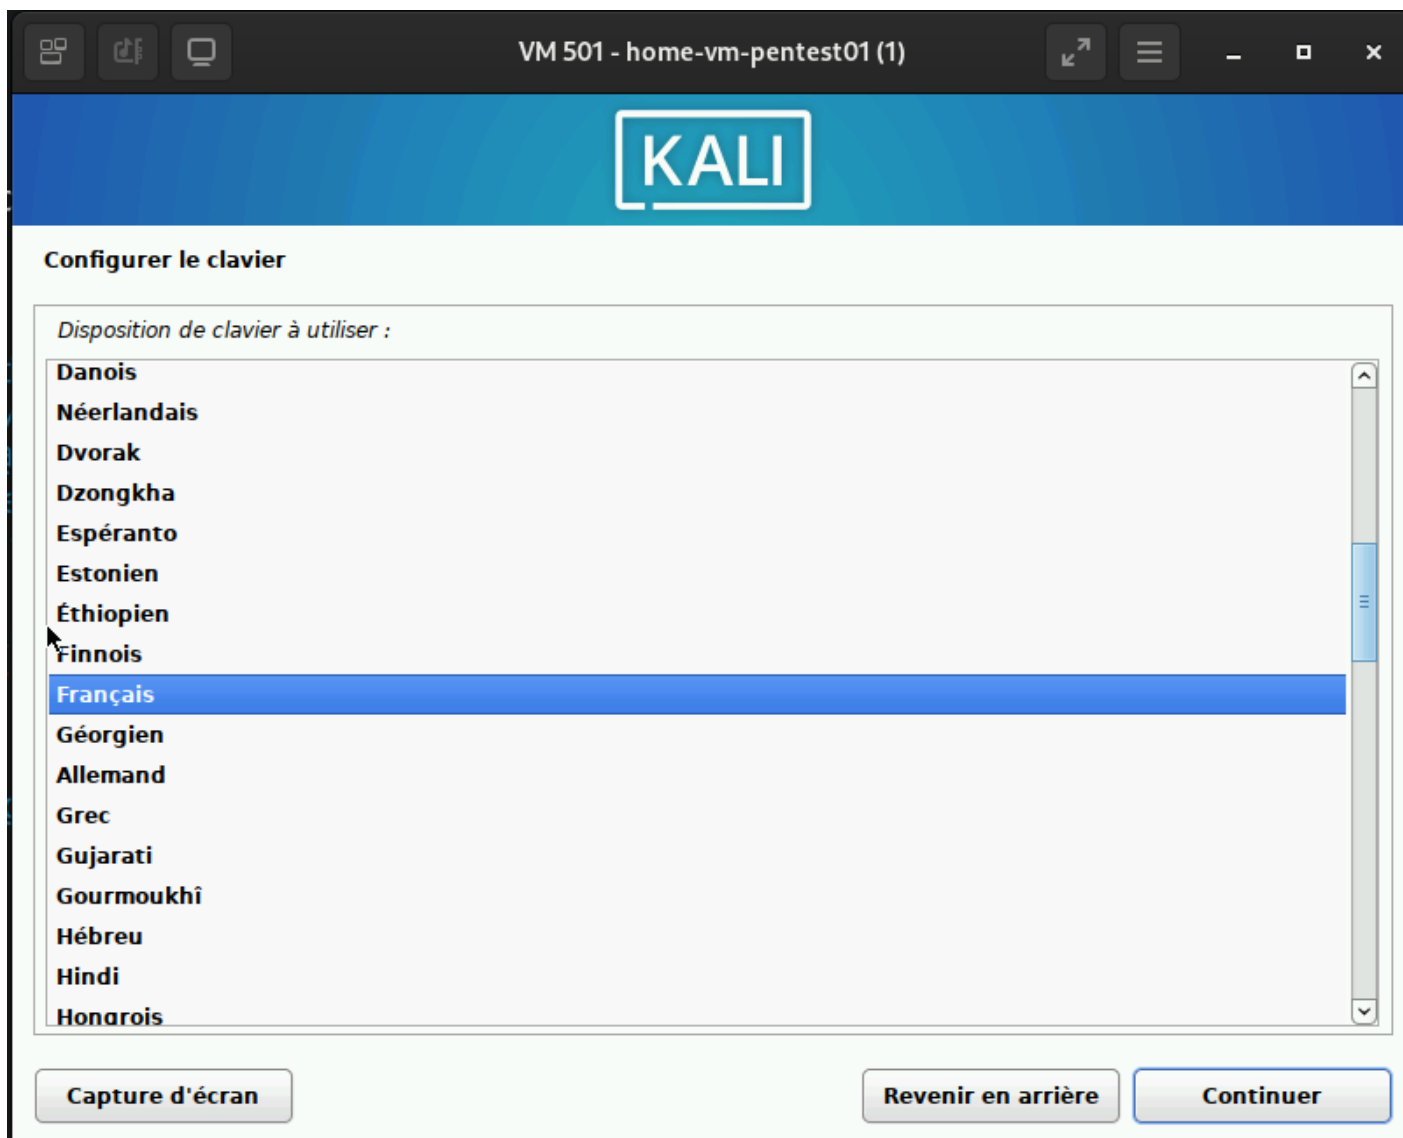 VM 501 - home-vm-pentest01 (1)
KALI
Configurer le clavier
Disposition de clavier à utiliser :
Danois
Néerlandais
Dvorak
Dzongkha
Espéranto
Estonien
Éthiopien
Finnois
Français
Géorgien
Allemand
Grec
Gujarati
Gourmoukhî
Hébreu
Hindi
Hongrois
Capture d'écran
Revenir en arrière
Continuer